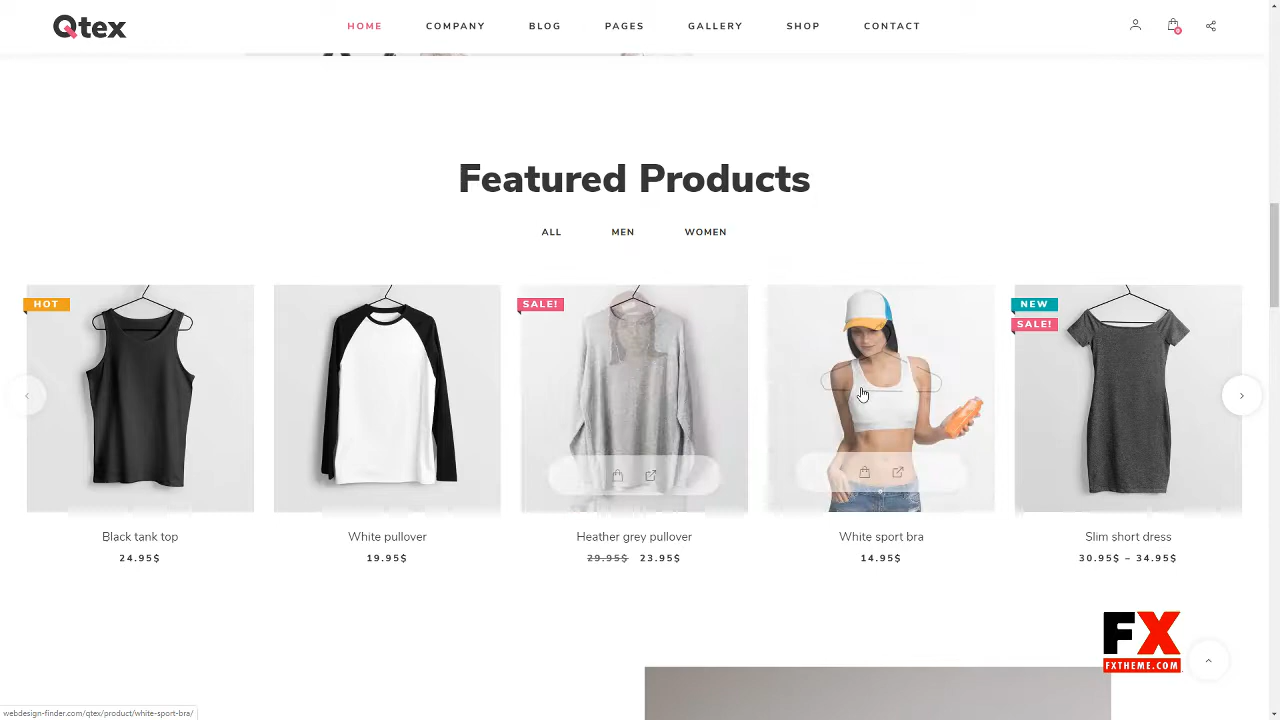 Qtex
HOME COMPANY BLOG PAGES GALLERY SHOP CONTACT
0
Featured Products
ALL MEN WOMEN
HOT
SALE!
NEW
SALE!
Black tank top
24.95$
White pullover
19.95$
Heather grey pullover
29.95$ 23.95$
White sport bra
14.95$
Slim short dress
30.95$ – 34.95$
FX
FXTHEME.COM
webdesign-finder.com/qtex/product/white-sport-bra/